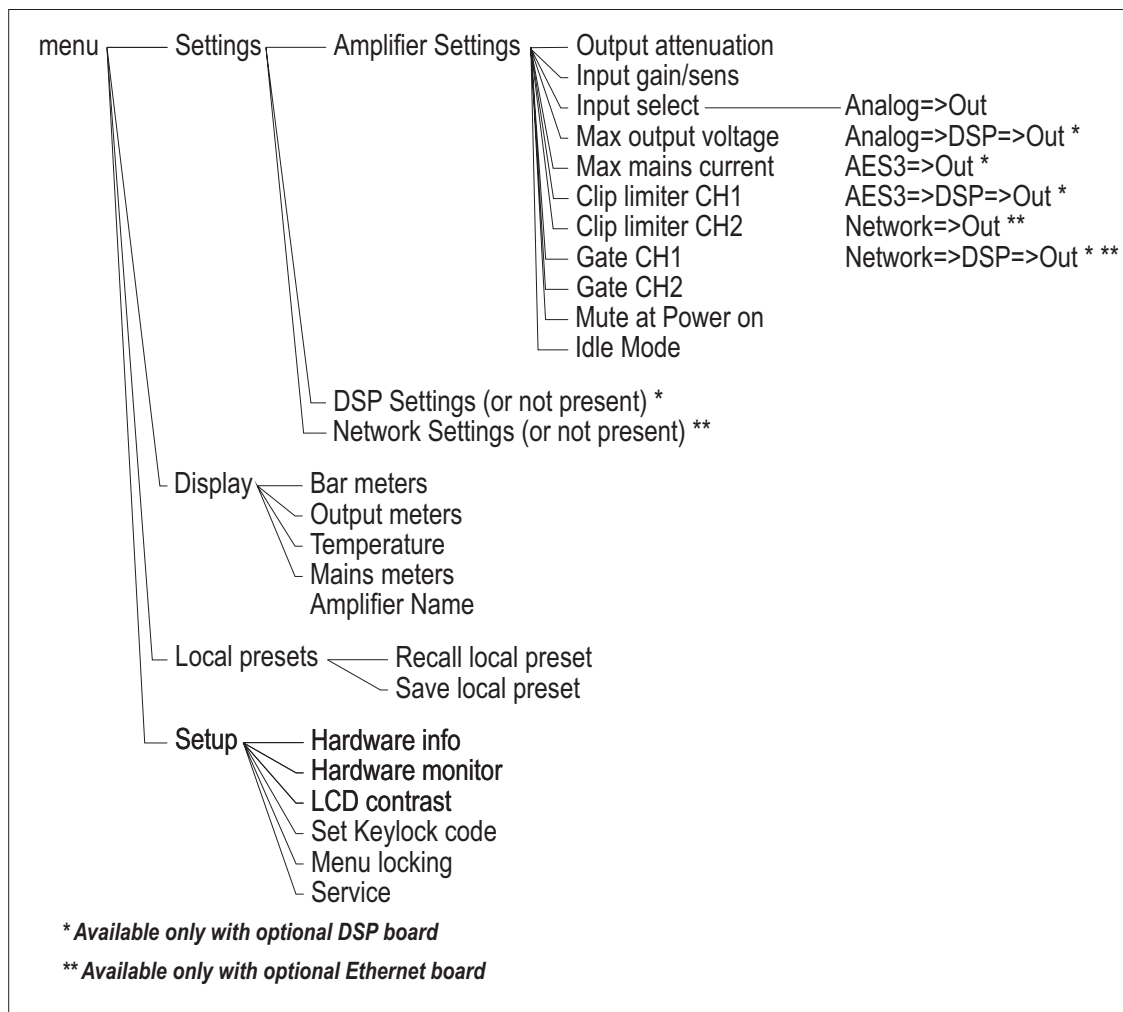 menu Settings Amplifier Settings Output attenuation
Input gain/sens
Input select Analog=>Out
Max output voltage Analog=>DSP=>Out *
Max mains current AES3=>Out *
Clip limiter CH1 AES3=>DSP=>Out *
Clip limiter CH2 Network=>Out **
Gate CH1 Network=>DSP=>Out * **
Gate CH2
Mute at Power on
Idle Mode
DSP Settings (or not present) *
Network Settings (or not present) **
Display Bar meters
Output meters
Temperature
Mains meters
Amplifier Name
Local presets Recall local preset
Save local preset
Setup Hardware info
Hardware monitor
LCD contrast
Set Keylock code
Menu locking
Service
* Available only with optional DSP board
** Available only with optional Ethernet board